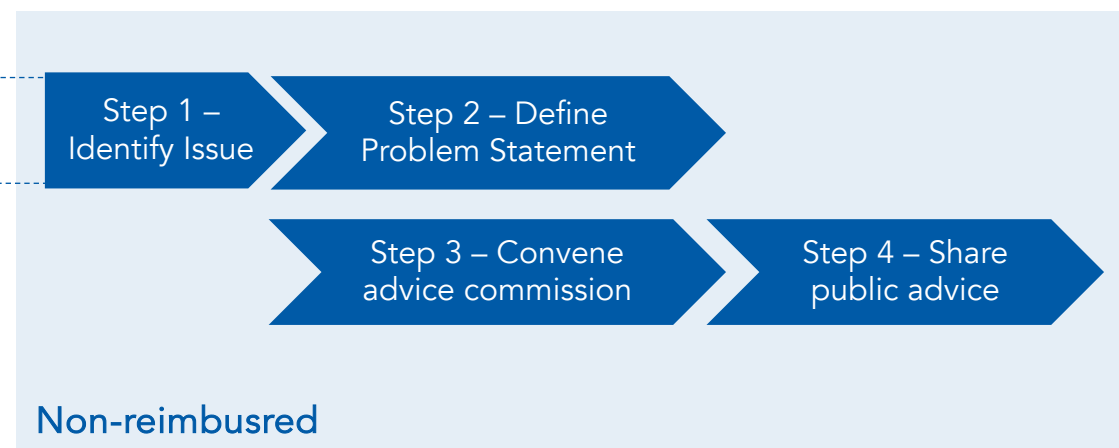 Step 1 –
Identify Issue
Step 2 – Define
Problem Statement
Step 3 – Convene
advice commission
Step 4 – Share
public advice
Non-reimbusred